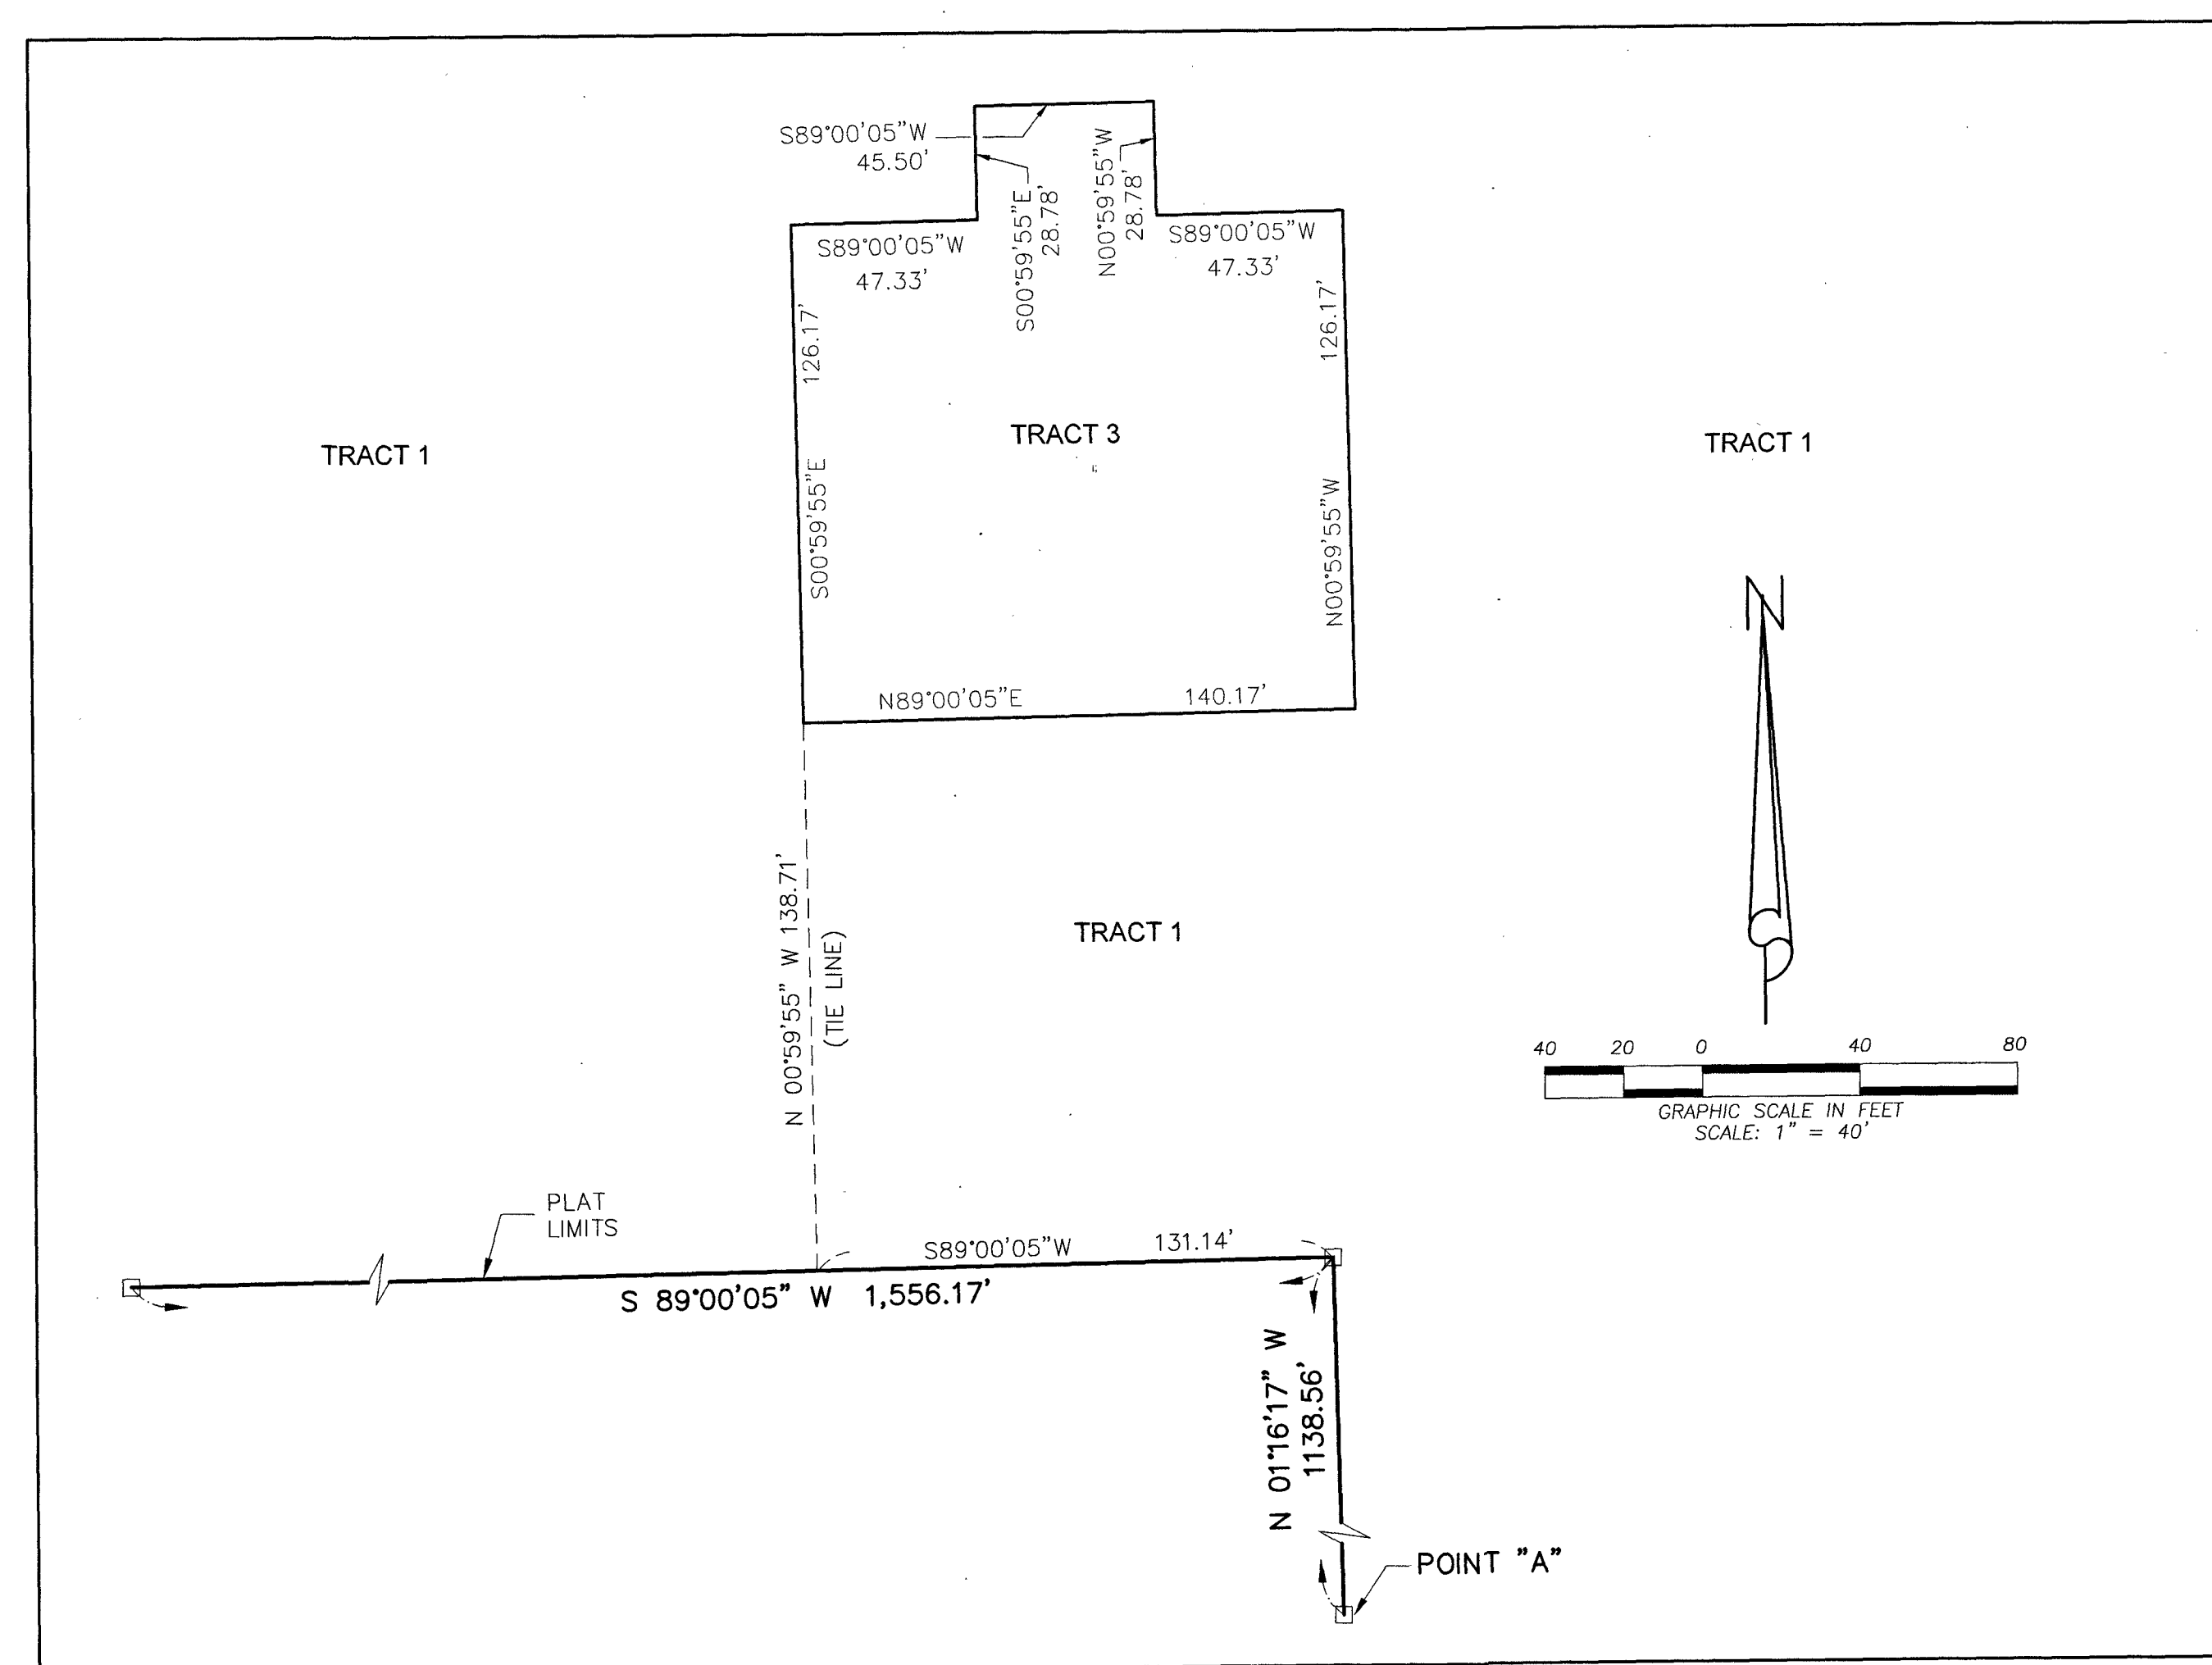 S89°00'05"W
45.50'
S00°59'55"E
28.78'
N00°59'55"W
28.78'
S89°00'05"W
47.33'
S89°00'05"W
47.33'
126.17'
S00°59'55"E
126.17'
N00°59'55"W
TRACT 1
TRACT 3
TRACT 1
N
N89°00'05"E 140.17'
N 00°59'55" W 138.71'
(TIE LINE)
TRACT 1
40 20 0 40 80
GRAPHIC SCALE IN FEET
SCALE: 1" = 40'
PLAT
LIMITS
S89°00'05"W 131.14'
S 89°00'05" W 1,556.17'
N 01°16'17" W
1138.56'
POINT "A"